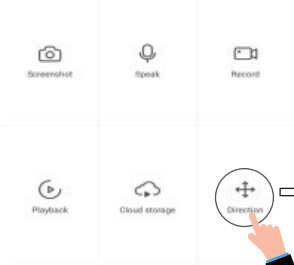 Screenshot
Speak
Record
Playback
Cloud storage
Direction